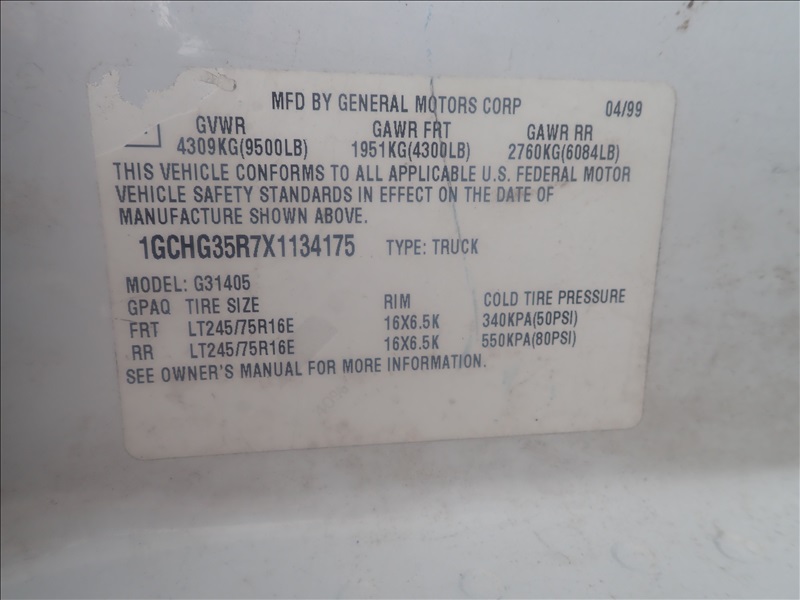 MFD BY GENERAL MOTORS CORP 04/99
GVWR GAWR FRT GAWR RR
4309KG(9500LB) 1951KG(4300LB) 2760KG(6084LB)
THIS VEHICLE CONFORMS TO ALL APPLICABLE U.S. FEDERAL MOTOR
VEHICLE SAFETY STANDARDS IN EFFECT ON THE DATE OF
MANUFACTURE SHOWN ABOVE.
1GCHG35R7X1134175 TYPE: TRUCK
MODEL: G31405
GPAQ TIRE SIZE RIM COLD TIRE PRESSURE
FRT LT245/75R16E 16X6.5K 340KPA(50PSI)
RR LT245/75R16E 16X6.5K 550KPA(80PSI)
SEE OWNER'S MANUAL FOR MORE INFORMATION.